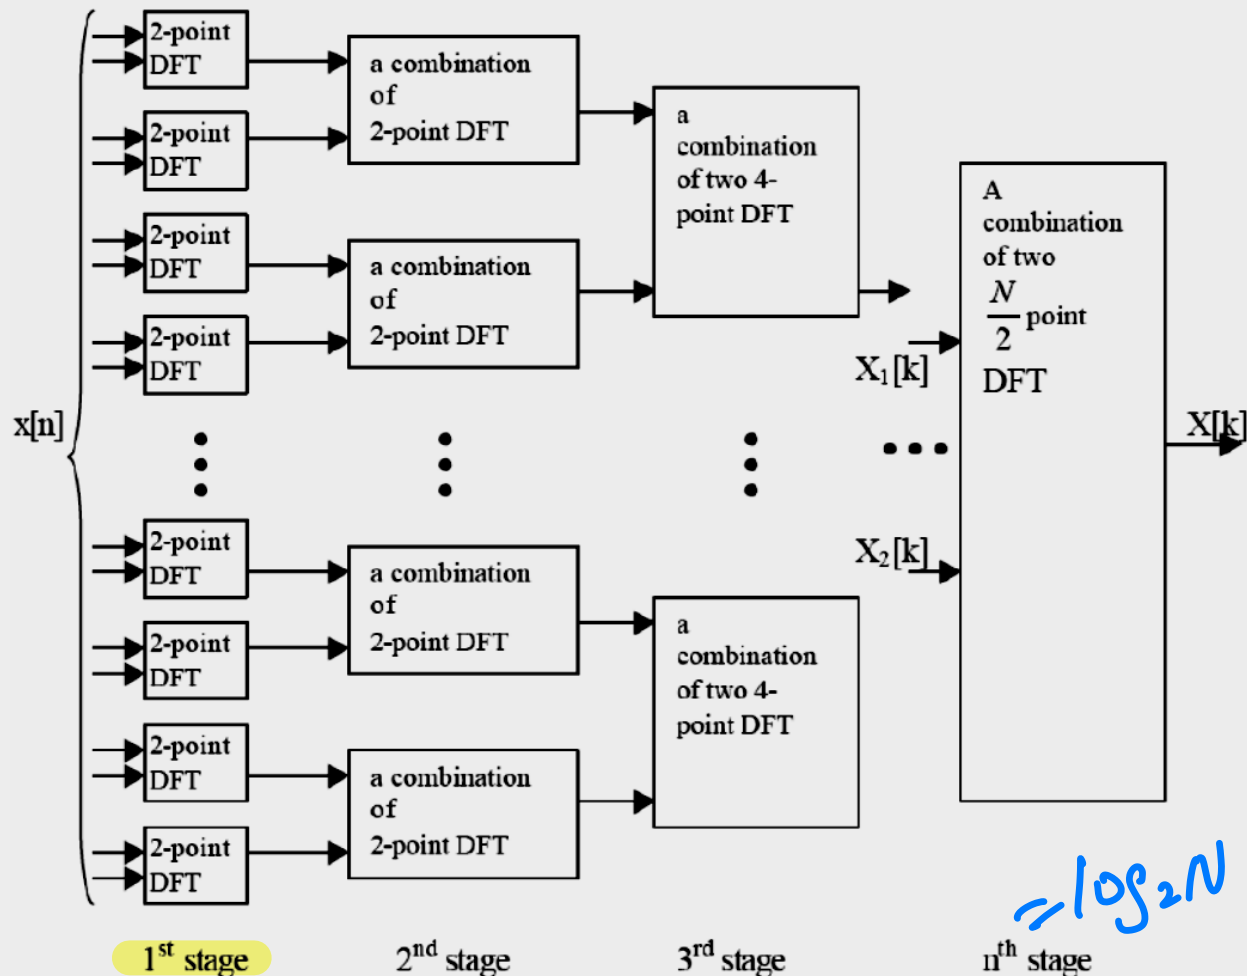 2-point
DFT
2-point
DFT
2-point
DFT
2-point
DFT
a combination
of
2-point DFT
a combination
of
2-point DFT
a
combination
of two 4-
point DFT
A
combination
of two
N/2 point
DFT
X₁[k]
x[n]
X[k]
X₂[k]
2-point
DFT
2-point
DFT
2-point
DFT
2-point
DFT
a combination
of
2-point DFT
a combination
of
2-point DFT
a
combination
of two 4-
point DFT
=log₂N
1ˢᵗ stage
2ⁿᵈ stage
3ʳᵈ stage
nᵗʰ stage